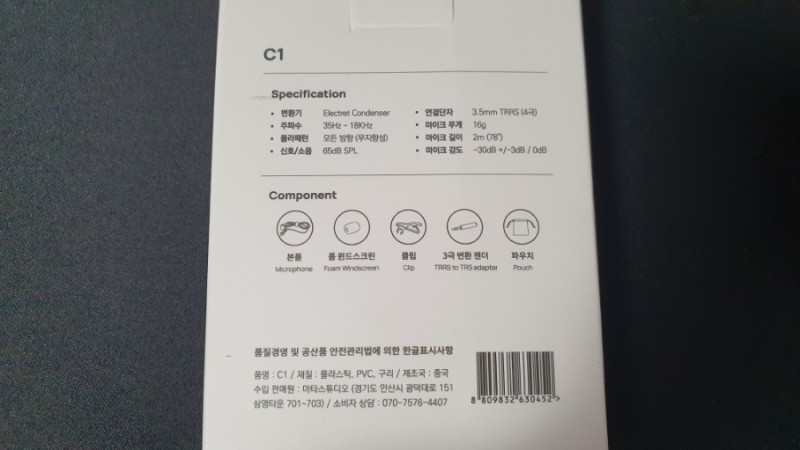 C1
Specification
• 변환기 Electret Condenser
• 주파수 35Hz - 18KHz
• 폴라패턴 모든 방향 (무지향성)
• 신호/소음 65dB SPL
• 연결단자 3.5mm TRRS (4극)
• 마이크 무게 16g
• 마이크 길이 2m (78")
• 마이크 감도 -30dB +/-3dB / 0dB
Component
본품
Microphone
폼 윈드스크린
Foam Windscreen
클립
Clip
3극 변환 젠더
TRRS to TRS adaptor
파우치
Pouch
품질경영 및 공산품 안전관리법에 의한 한글표시사항
품명 : C1 / 재질 : 플라스틱, PVC, 구리 / 제조국 : 중국
수입 판매원 : 마타스튜디오 (경기도 안산시 광덕대로 151
삼영타운 701-703) / 소비자 상담 : 070-7576-4407
8 809832 630452 >